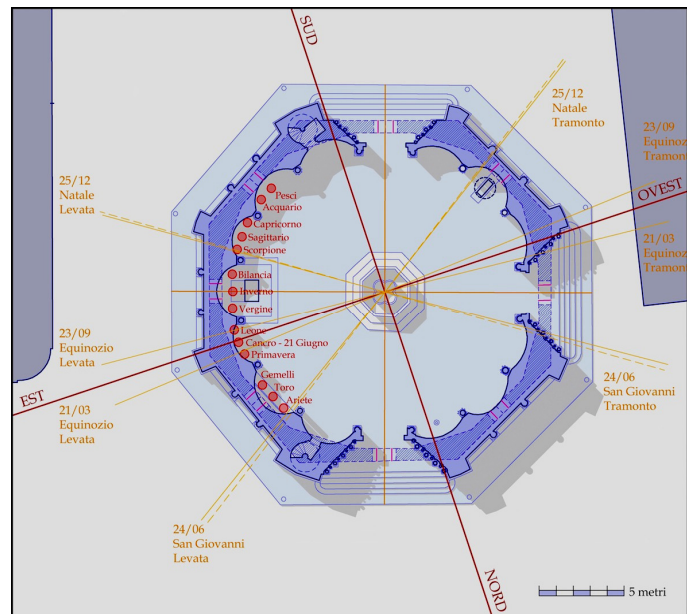 SUD
25/12
Natale
Tramonto
23/09
Equinozio
Tramonto
25/12
Natale
Levata
OVEST
Pesci
Acquario
Capricorno
Sagittario
Scorpione
21/03
Equinozio
Tramonto
Bilancia
Inverno
Vergine
23/09
Equinozio
Levata
Leone
Cancro - 21 Giugno
Primavera
EST
Gemelli
Toro
Ariete
24/06
San Giovanni
Tramonto
21/03
Equinozio
Levata
24/06
San Giovanni
Levata
NORD
5 metri